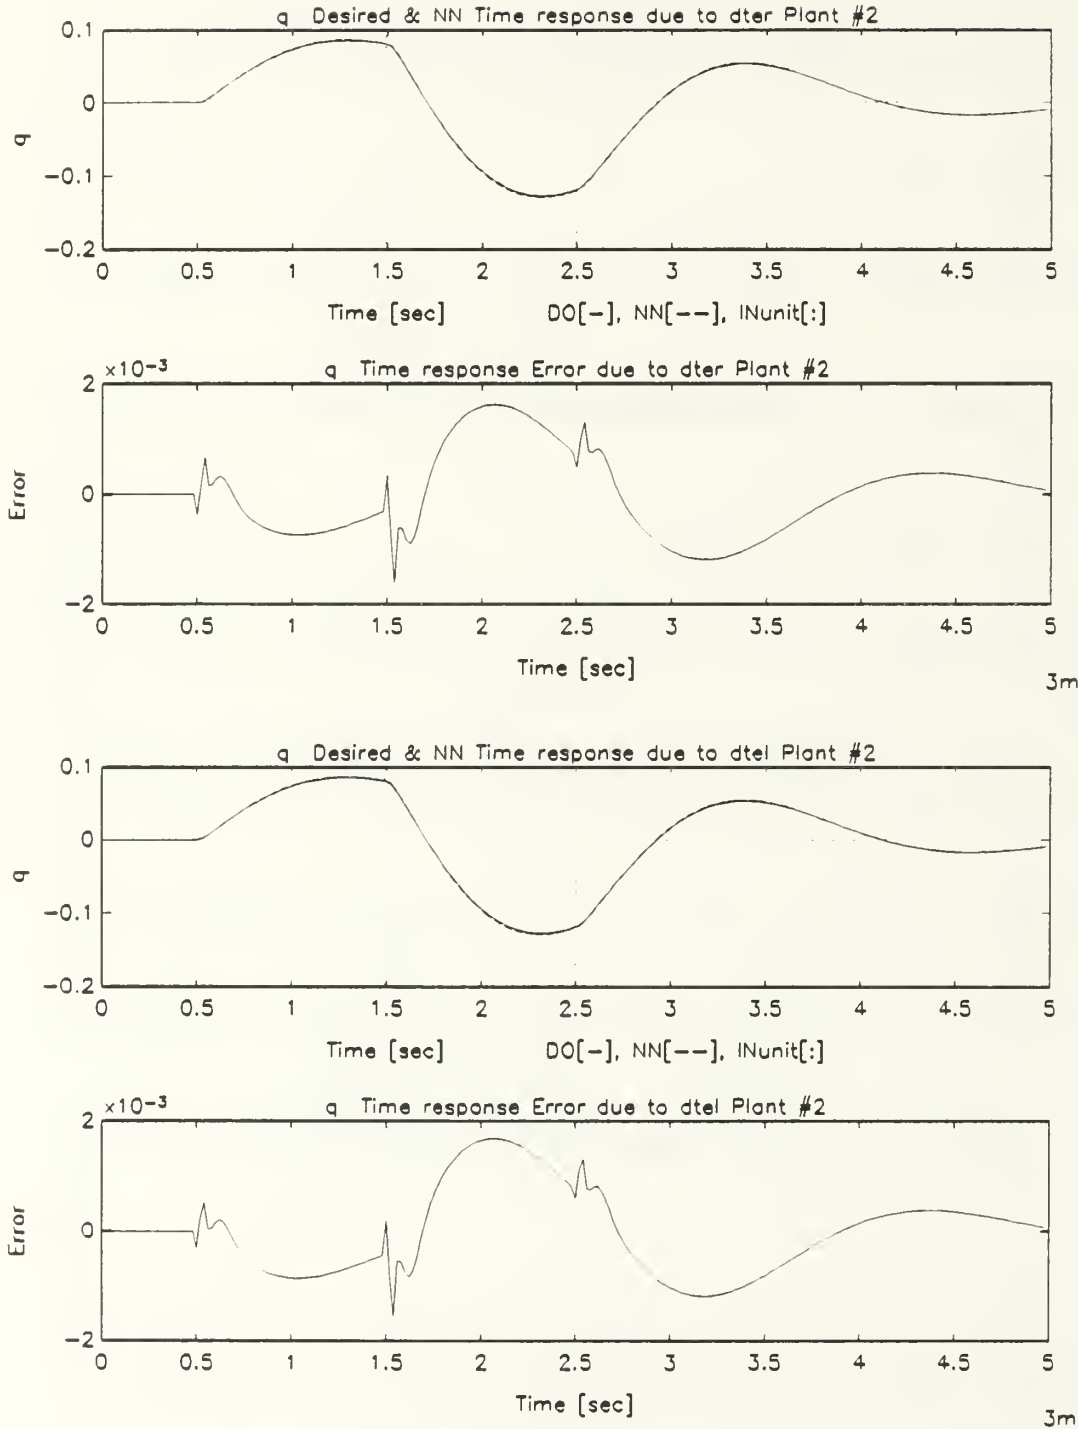 q Desired & NN Time response due to dter Plant #2
0.1
0
-0.1
-0.2
q
0 0.5 1 1.5 2 2.5 3 3.5 4 4.5 5
Time [sec] DO[-], NN[--], INunit[:]
×10-3
q Time response Error due to dter Plant #2
2
0
-2
Error
0 0.5 1 1.5 2 2.5 3 3.5 4 4.5 5
Time [sec]
3m
q Desired & NN Time response due to dtel Plant #2
0.1
0
-0.1
-0.2
q
0 0.5 1 1.5 2 2.5 3 3.5 4 4.5 5
Time [sec] DO[-], NN[--], INunit[:]
×10-3
q Time response Error due to dtel Plant #2
2
0
-2
Error
0 0.5 1 1.5 2 2.5 3 3.5 4 4.5 5
Time [sec]
3m